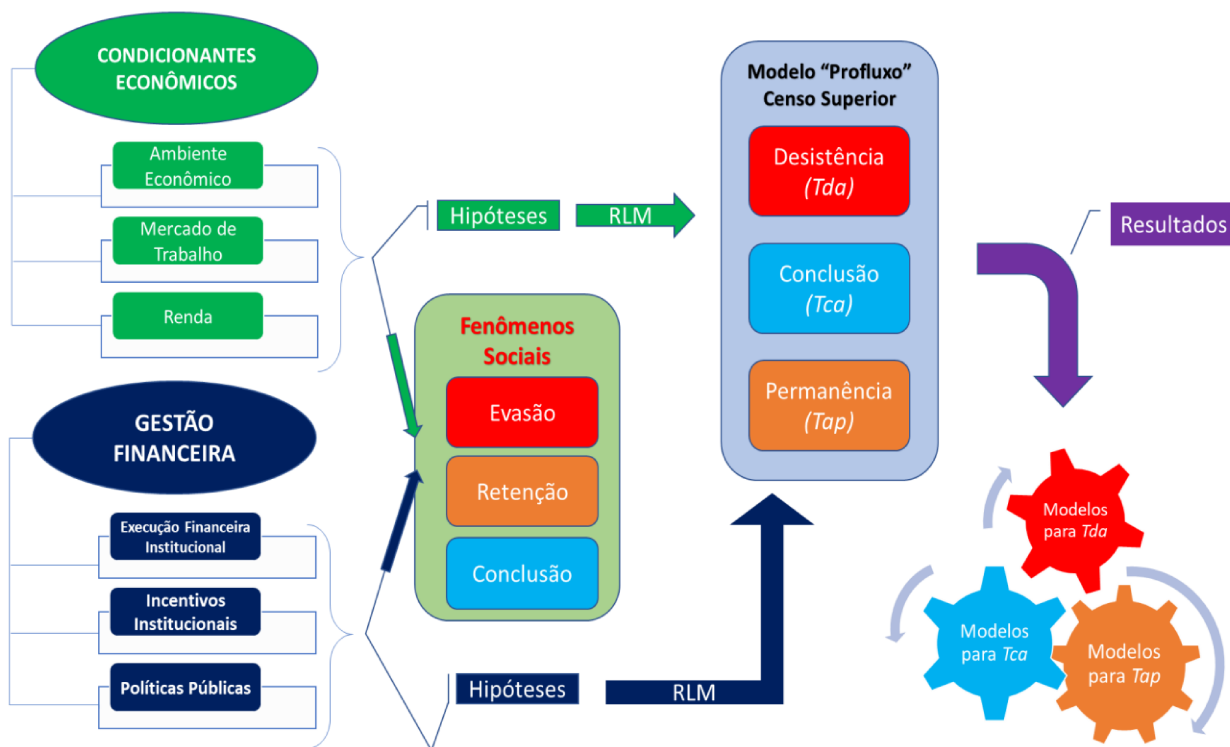 CONDICIONANTES
ECONÔMICOS
Ambiente
Econômico
Mercado de
Trabalho
Renda
GESTÃO
FINANCEIRA
Execução Financeira
Institucional
Incentivos
Institucionais
Políticas Públicas
Hipóteses
RLM
Fenômenos
Sociais
Evasão
Retenção
Conclusão
Hipóteses
RLM
Modelo “Profluxo”
Censo Superior
Desistência
(Tda)
Conclusão
(Tca)
Permanência
(Tap)
Resultados
Modelos
para Tda
Modelos
para Tca
Modelos
para Tap